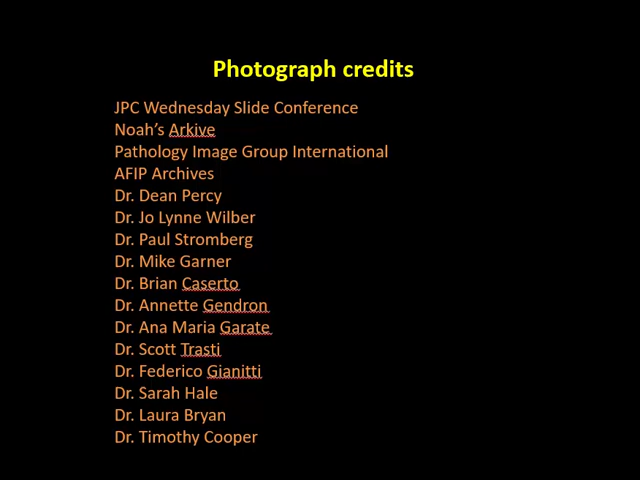 Photograph credits
JPC Wednesday Slide Conference
Noah's Arkive
Pathology Image Group International
AFIP Archives
Dr. Dean Percy
Dr. Jo Lynne Wilber
Dr. Paul Stromberg
Dr. Mike Garner
Dr. Brian Caserto
Dr. Annette Gendron
Dr. Ana Maria Garate
Dr. Scott Trasti
Dr. Federico Gianitti
Dr. Sarah Hale
Dr. Laura Bryan
Dr. Timothy Cooper